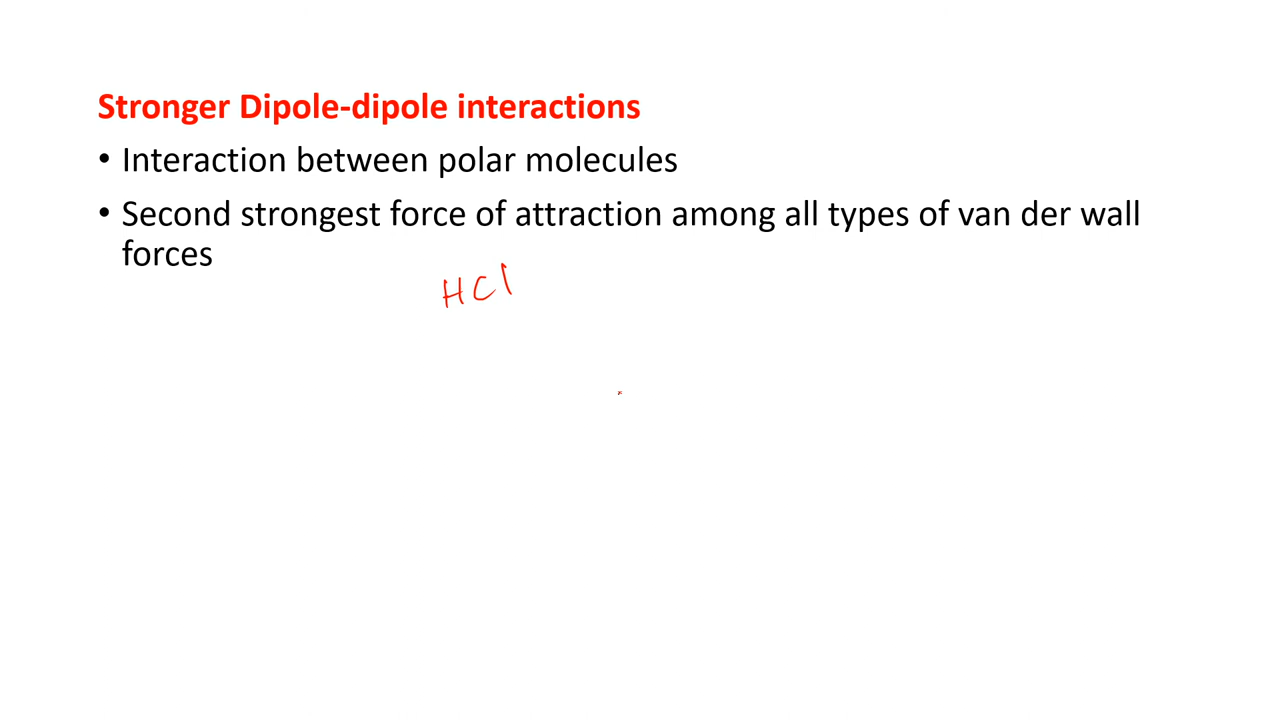 Stronger Dipole-dipole interactions
• Interaction between polar molecules
• Second strongest force of attraction among all types of van der wall
forces
HCl